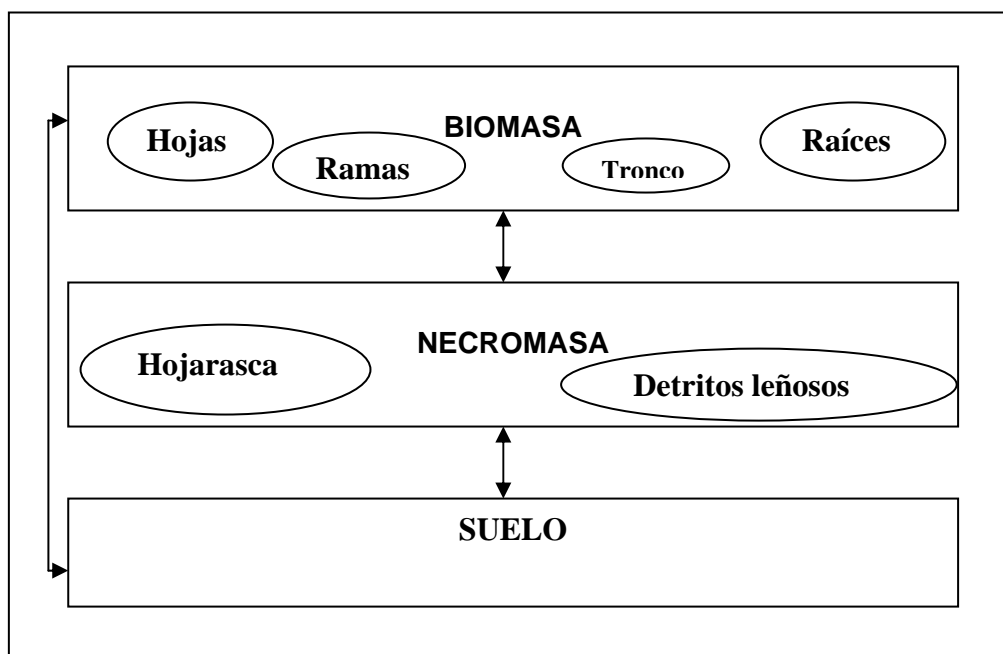 BIOMASA
Hojas
Ramas
Tronco
Raíces
NECROMASA
Hojarasca
Detritos leñosos
SUELO